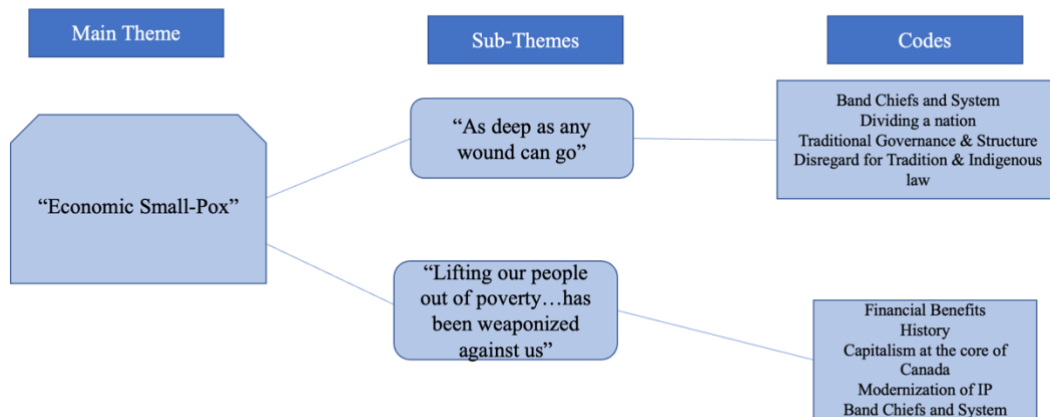 Main Theme
Sub-Themes
Codes
“Economic Small-Pox”
“As deep as any
wound can go”
Band Chiefs and System
Dividing a nation
Traditional Governance & Structure
Disregard for Tradition & Indigenous
law
“Lifting our people
out of poverty…has
been weaponized
against us”
Financial Benefits
History
Capitalism at the core of
Canada
Modernization of IP
Band Chiefs and System